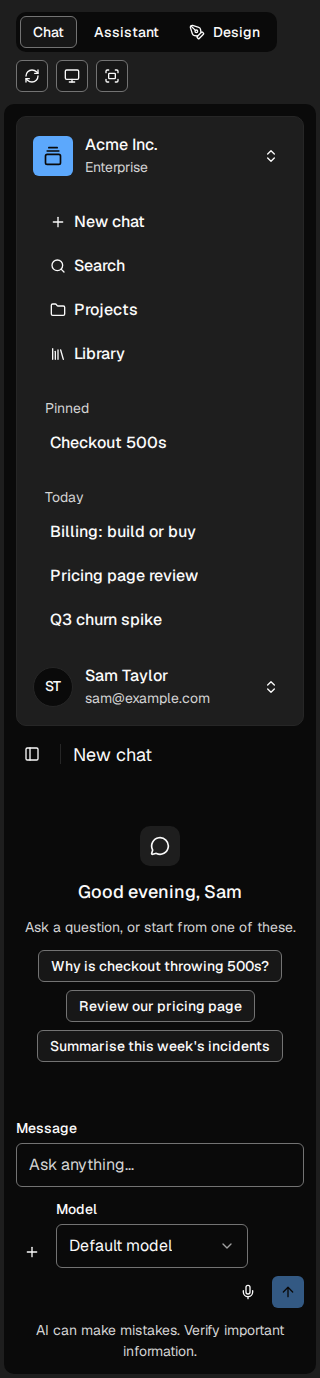 Chat
Assistant
Design
Acme Inc.
Enterprise
New chat
Search
Projects
Library
Pinned
Checkout 500s
Today
Billing: build or buy
Pricing page review
Q3 churn spike
ST
Sam Taylor
sam@example.com
New chat
Good evening, Sam
Ask a question, or start from one of these.
Why is checkout throwing 500s?
Review our pricing page
Summarise this week's incidents
Message
Ask anything...
Model
Default model
AI can make mistakes. Verify important
information.